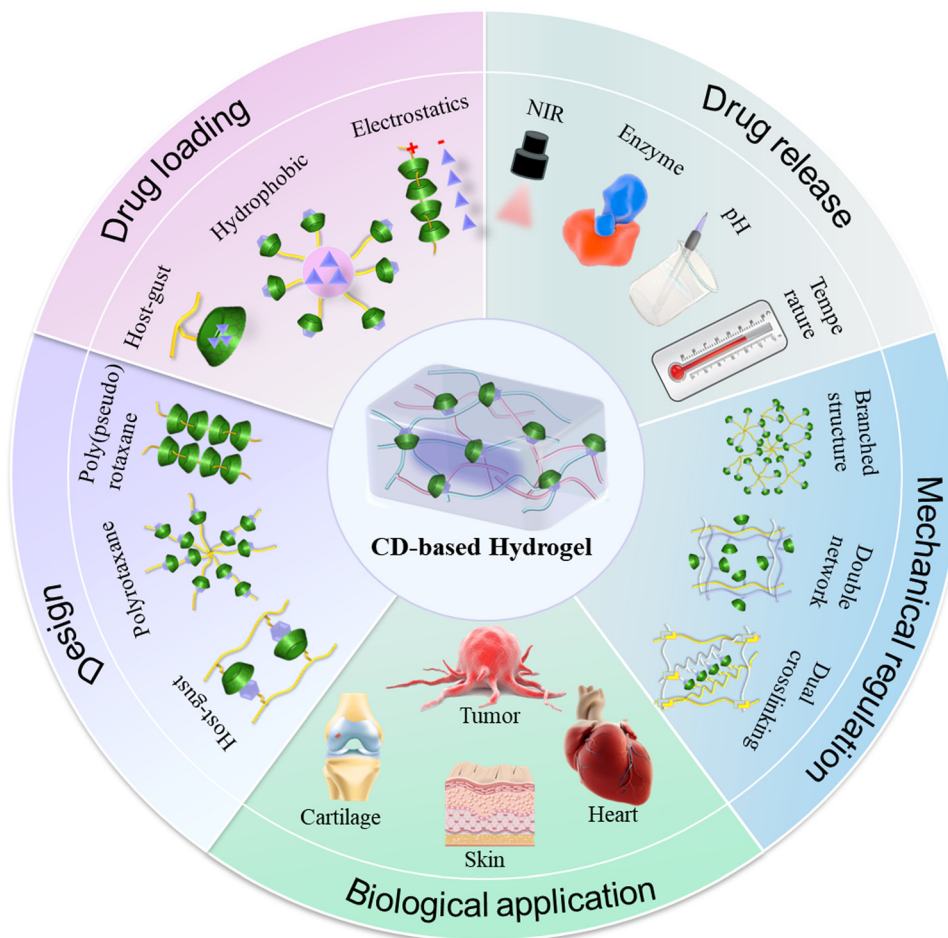 Drug loading
Electrostatics
+ -
Hydrophobic
Host-gust
Drug release
NIR
Enzyme
pH
Tempe
rature
Mechanical regulation
Branched
structure
Double
network
Dual
crosslinking
Biological application
Tumor
Cartilage
Heart
Skin
Design
Poly(pseudo)
rotaxane
Polyrotaxane
Host-gust
CD-based Hydrogel